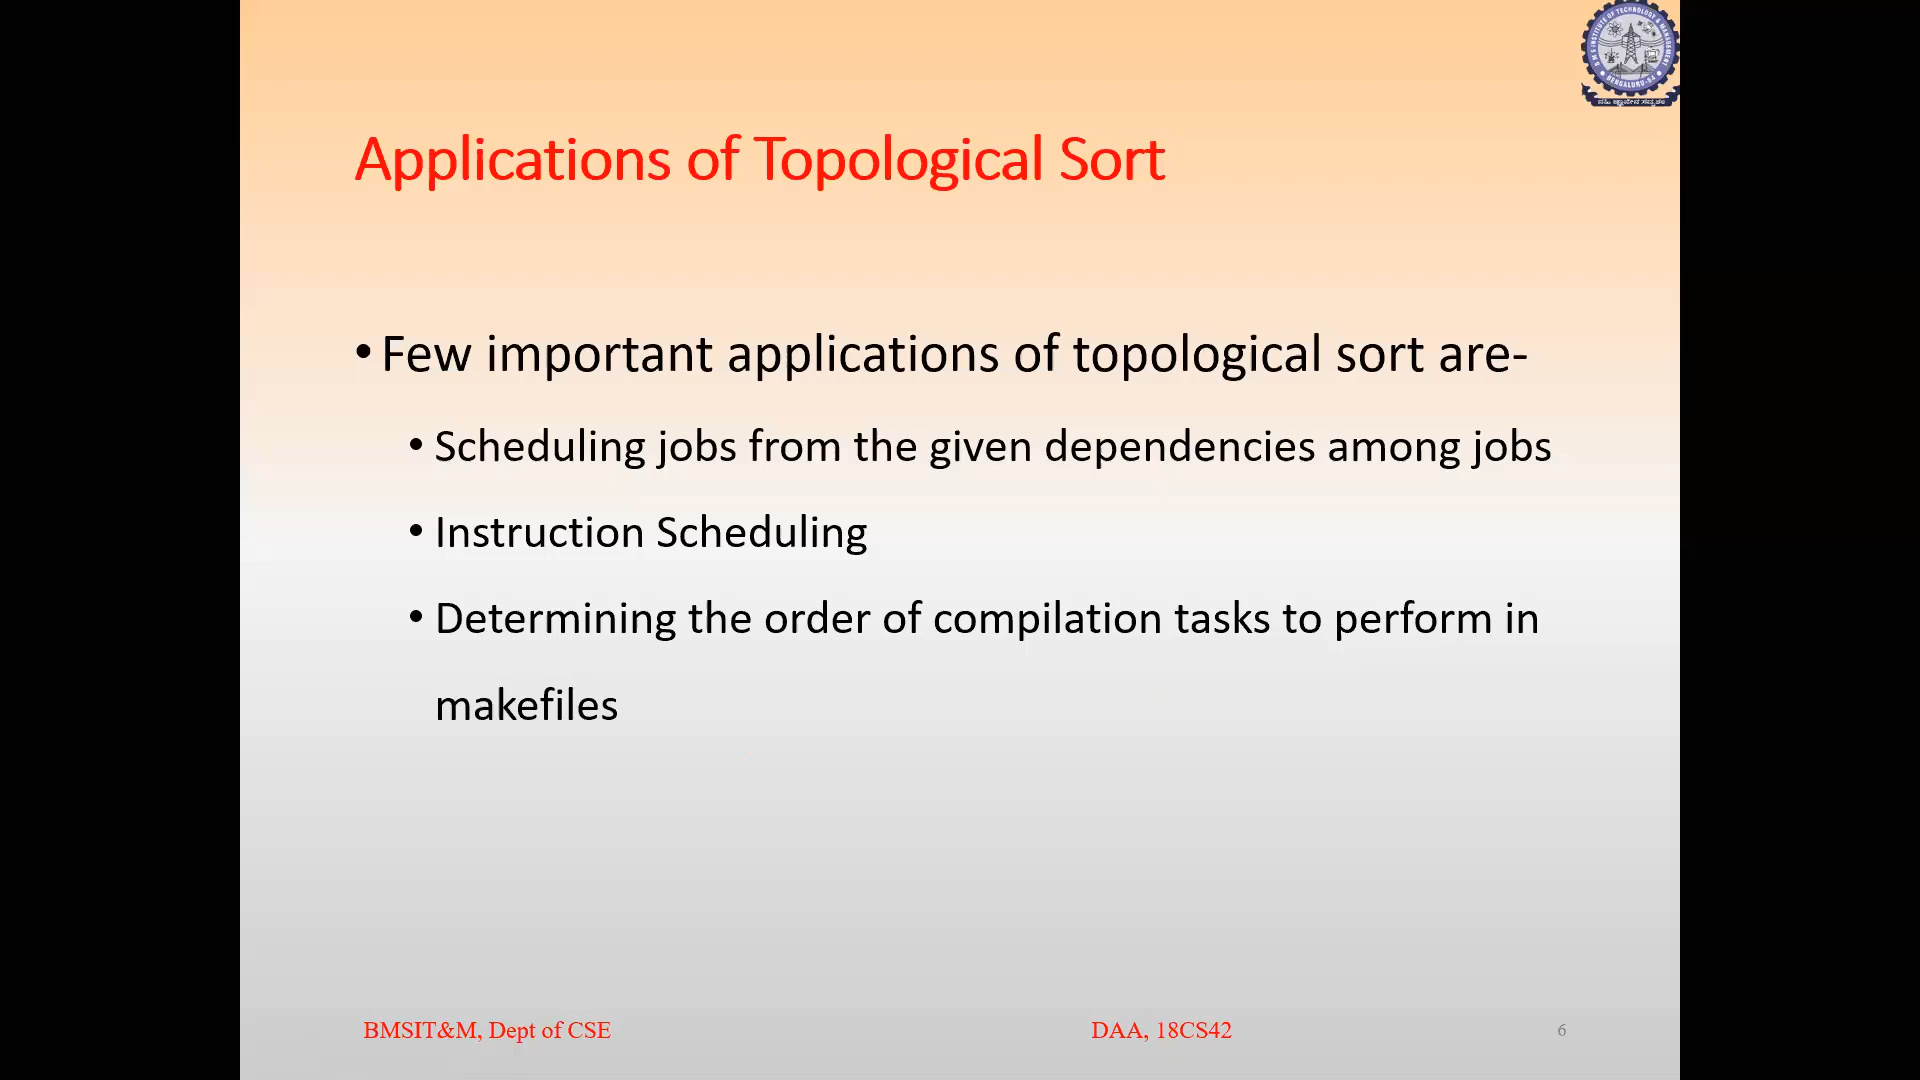 Applications of Topological Sort
• Few important applications of topological sort are-
• Scheduling jobs from the given dependencies among jobs
• Instruction Scheduling
• Determining the order of compilation tasks to perform in
makefiles
BMSIT&M, Dept of CSE
DAA, 18CS42
6